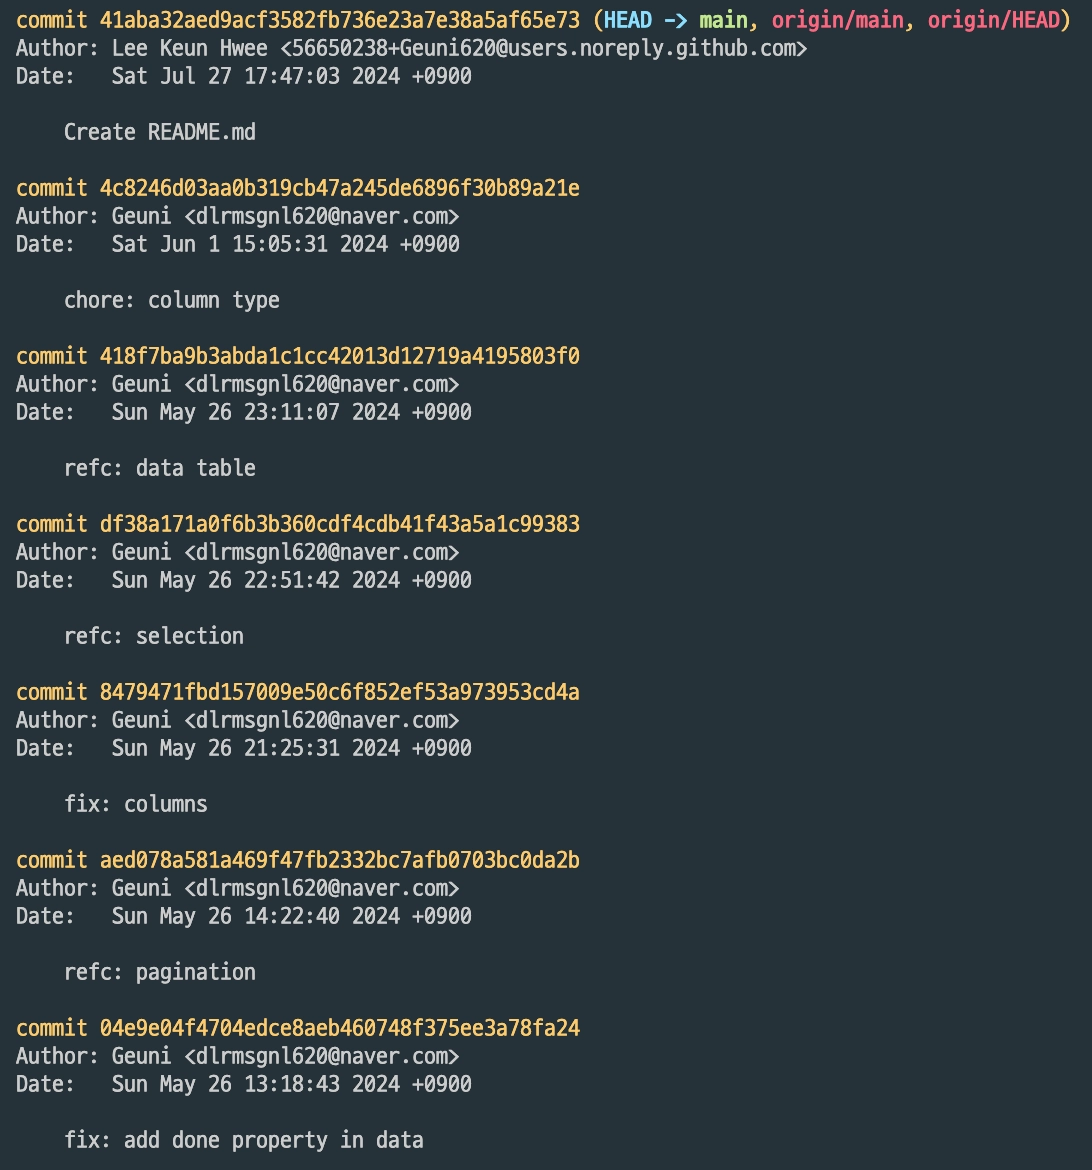 commit 41aba32aed9acf3582fb736e23a7e38a5af65e73 (HEAD -> main, origin/main, origin/HEAD)
Author: Lee Keun Hwee <56650238+Geuni620@users.noreply.github.com>
Date:   Sat Jul 27 17:47:03 2024 +0900
Create README.md
commit 4c8246d03aa0b319cb47a245de6896f30b89a21e
Author: Geuni <dlrmsgnl620@naver.com>
Date:   Sat Jun 1 15:05:31 2024 +0900
chore: column type
commit 418f7ba9b3abda1c1cc42013d12719a4195803f0
Author: Geuni <dlrmsgnl620@naver.com>
Date:   Sun May 26 23:11:07 2024 +0900
refc: data table
commit df38a171a0f6b3b360cdf4cdb41f43a5a1c99383
Author: Geuni <dlrmsgnl620@naver.com>
Date:   Sun May 26 22:51:42 2024 +0900
refc: selection
commit 8479471fbd157009e50c6f852ef53a973953cd4a
Author: Geuni <dlrmsgnl620@naver.com>
Date:   Sun May 26 21:25:31 2024 +0900
fix: columns
commit aed078a581a469f47fb2332bc7afb0703bc0da2b
Author: Geuni <dlrmsgnl620@naver.com>
Date:   Sun May 26 14:22:40 2024 +0900
refc: pagination
commit 04e9e04f4704edce8aeb460748f375ee3a78fa24
Author: Geuni <dlrmsgnl620@naver.com>
Date:   Sun May 26 13:18:43 2024 +0900
fix: add done property in data